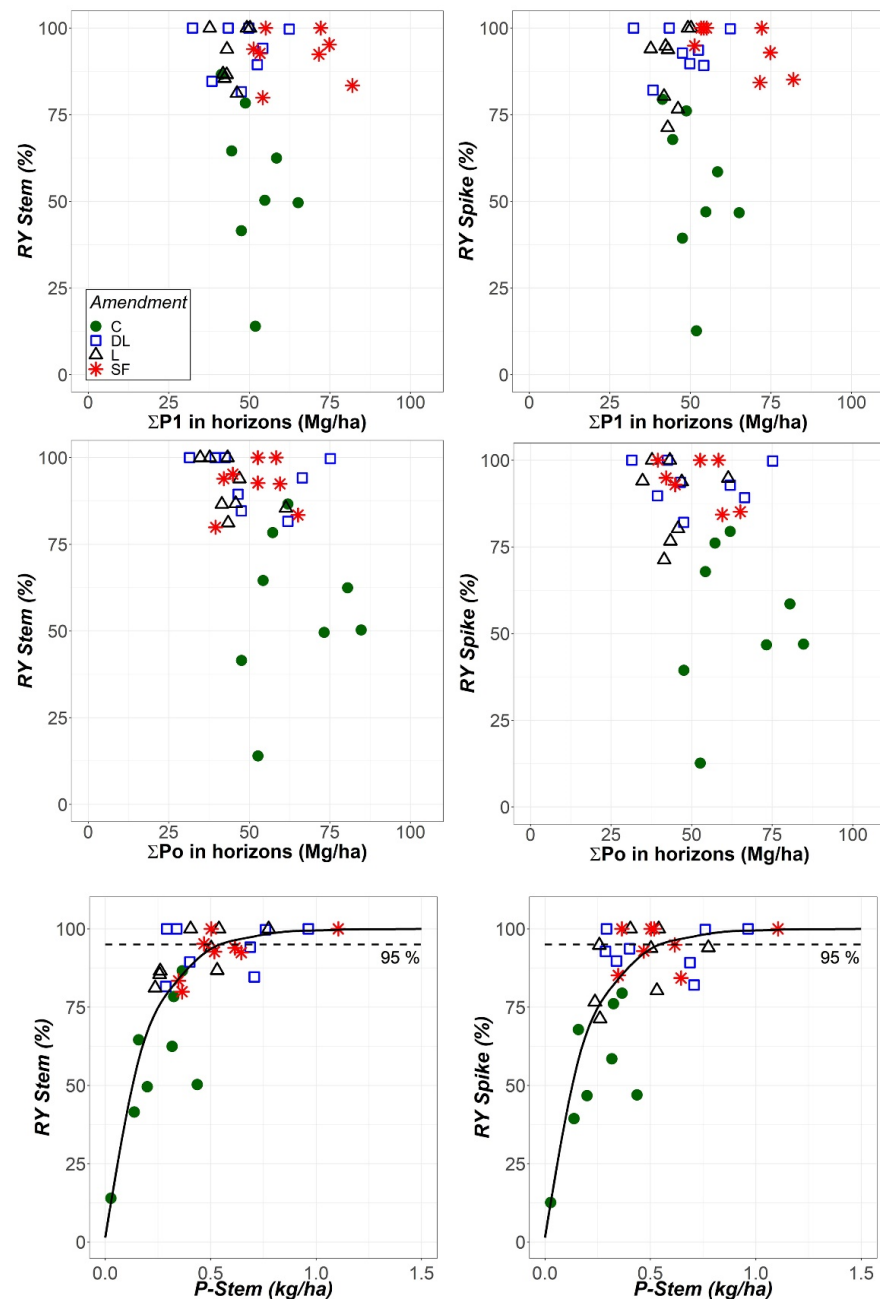 100
75
50
25
0
RY Stem (%)
Amendment
C
DL
L
SF
0 25 50 75 100
ΣP1 in horizons (Mg/ha)
100
75
50
25
0
RY Spike (%)
0 25 50 75 100
ΣP1 in horizons (Mg/ha)
100
75
50
25
0
RY Stem (%)
0 25 50 75 100
ΣPo in horizons (Mg/ha)
100
75
50
25
0
RY Spike (%)
0 25 50 75 100
ΣPo in horizons (Mg/ha)
100
75
50
25
0
RY Stem (%)
95 %
0.0 0.5 1.0 1.5
P-Stem (kg/ha)
100
75
50
25
0
RY Spike (%)
95 %
0.0 0.5 1.0 1.5
P-Stem (kg/ha)